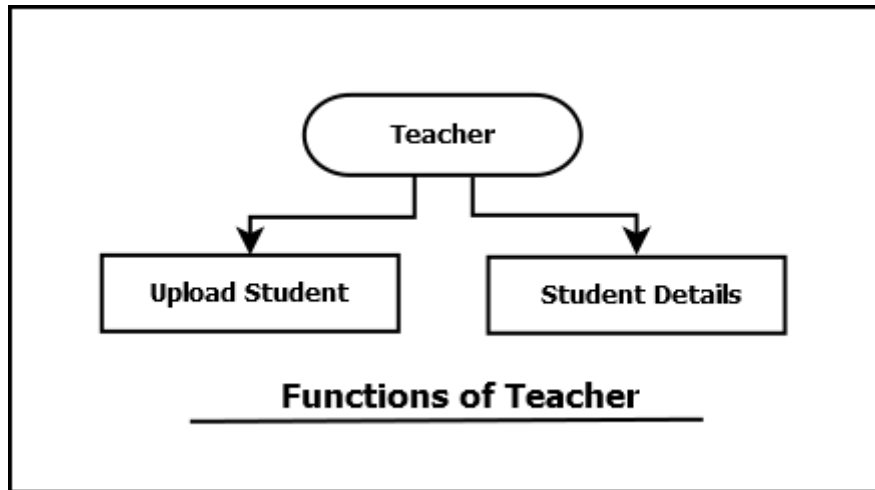 Teacher
Upload Student
Student Details
Functions of Teacher